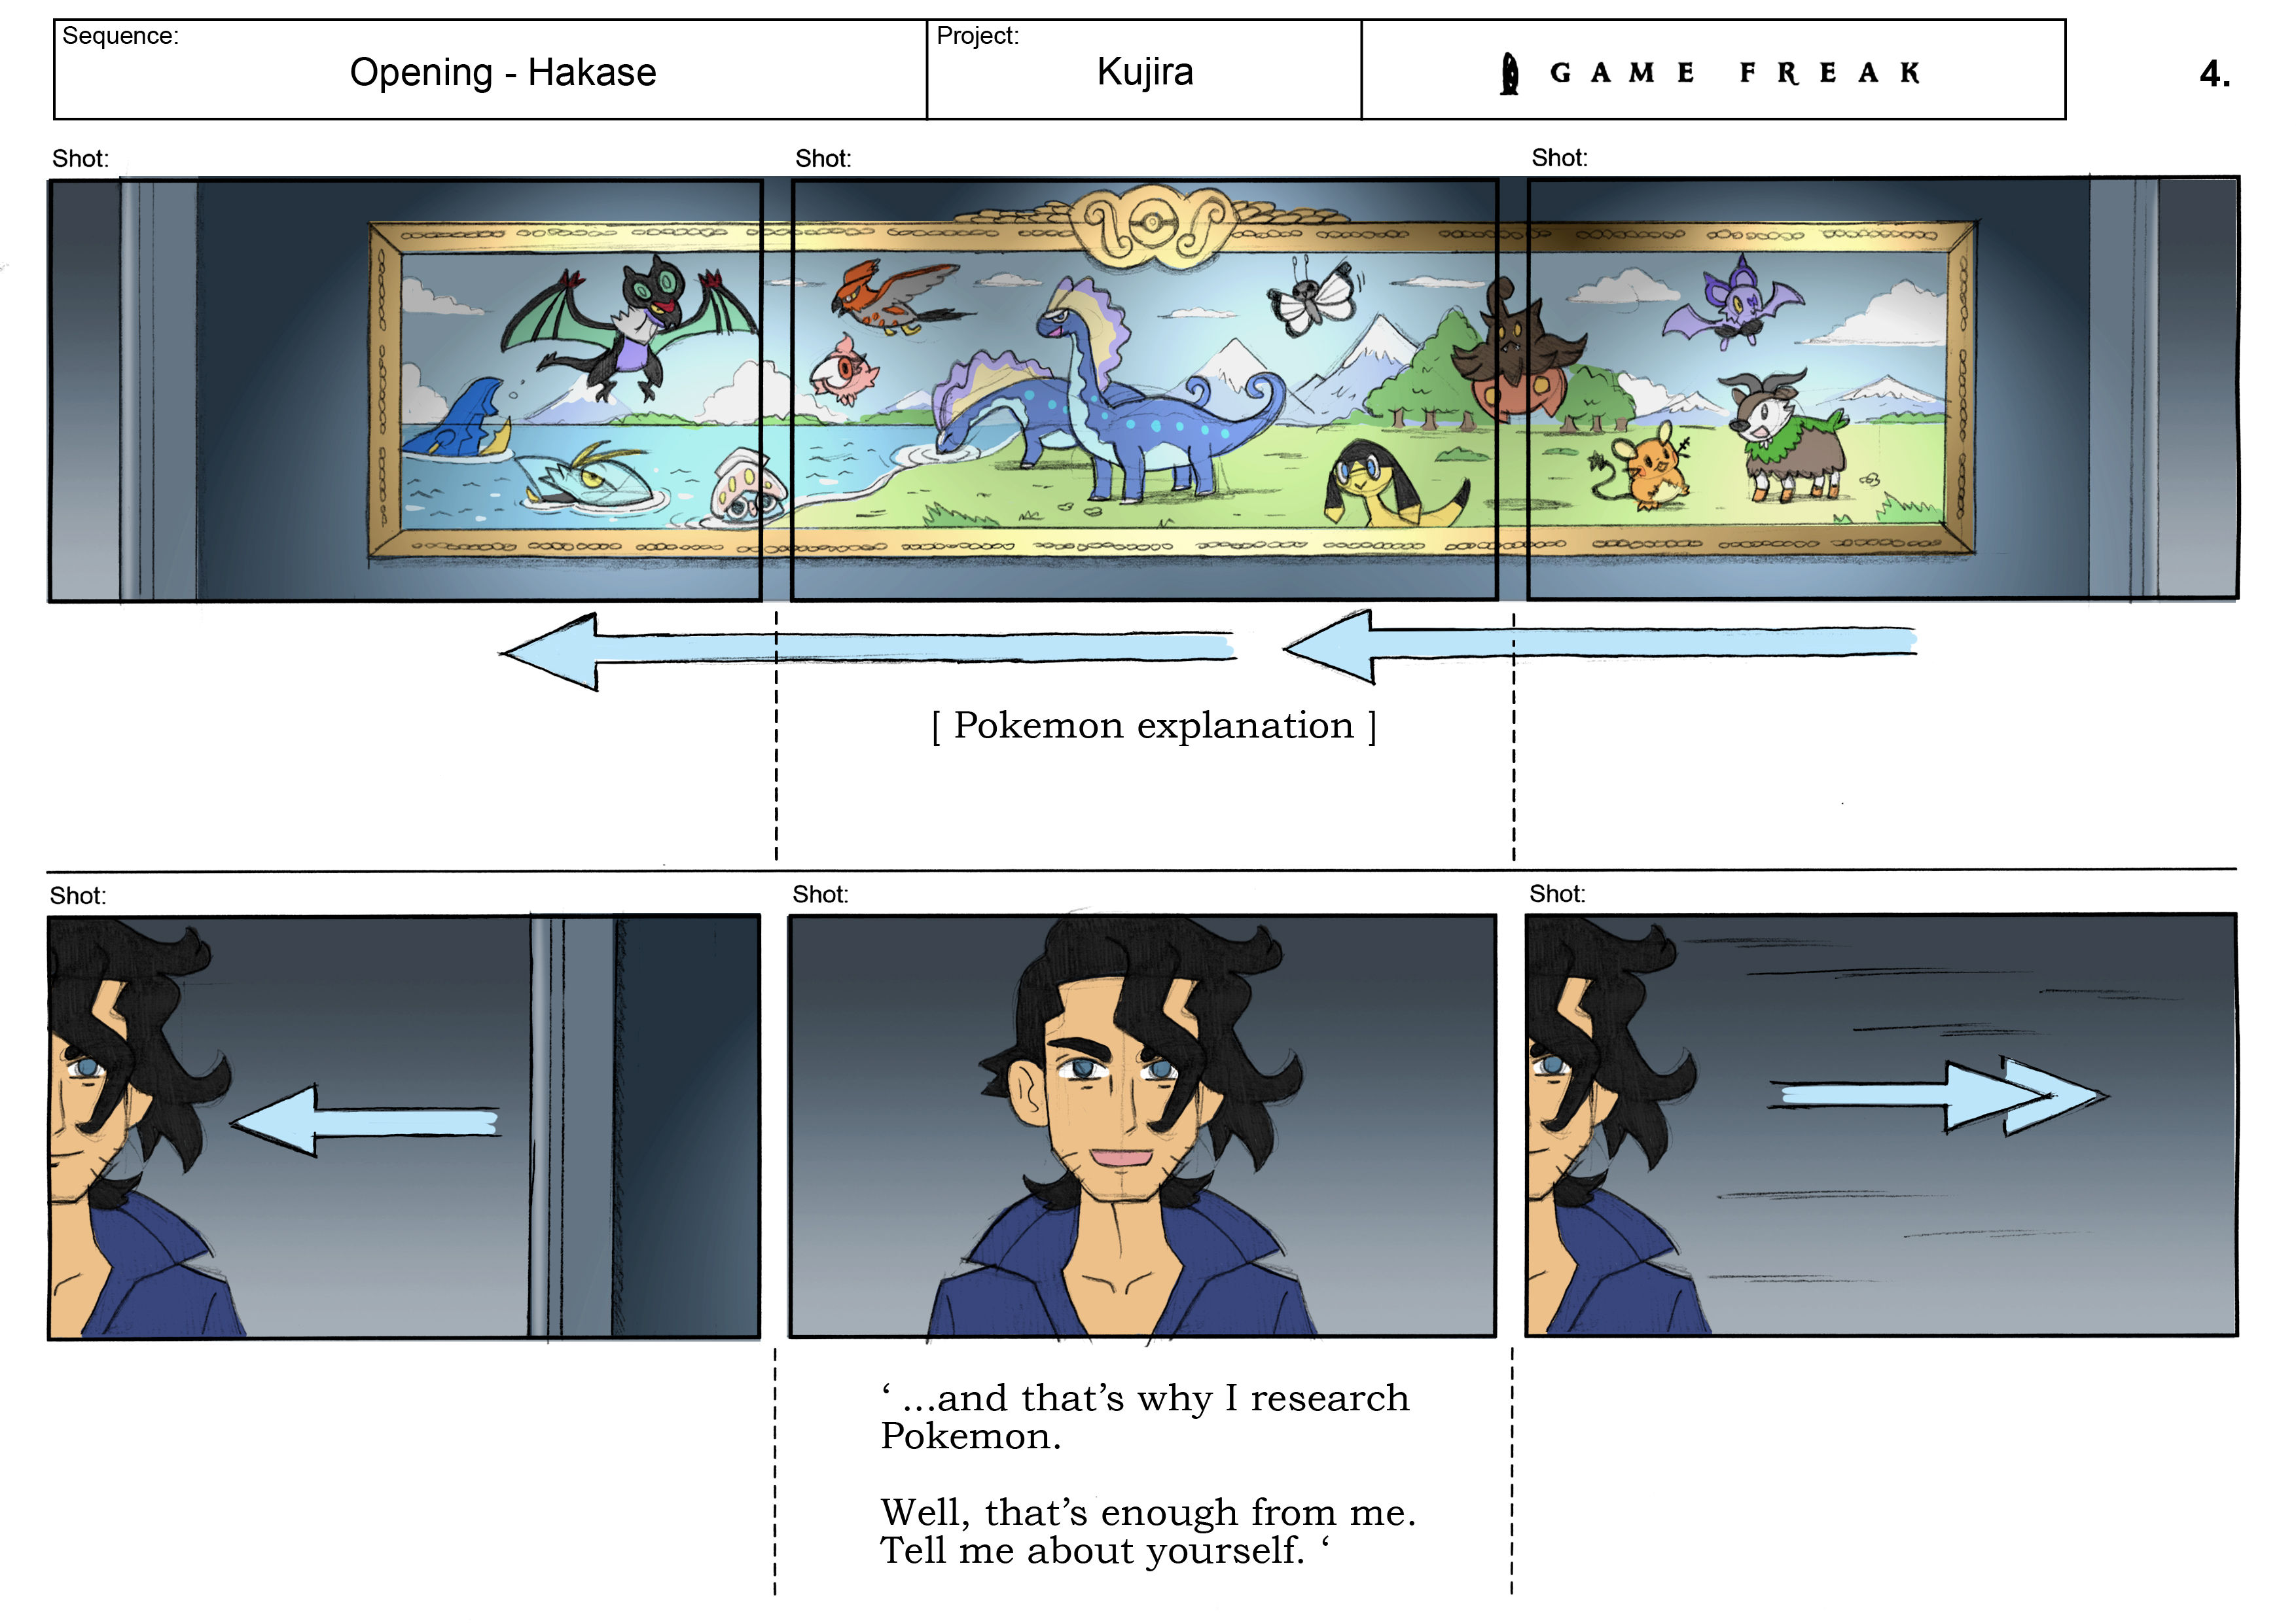 Sequence:
Opening - Hakase
Project:
Kujira
GAME FREAK
4.
Shot:
Shot:
Shot:
[ Pokemon explanation ]
Shot:
Shot:
Shot:
‘ ...and that’s why I research
Pokemon.
Well, that’s enough from me.
Tell me about yourself. ‘